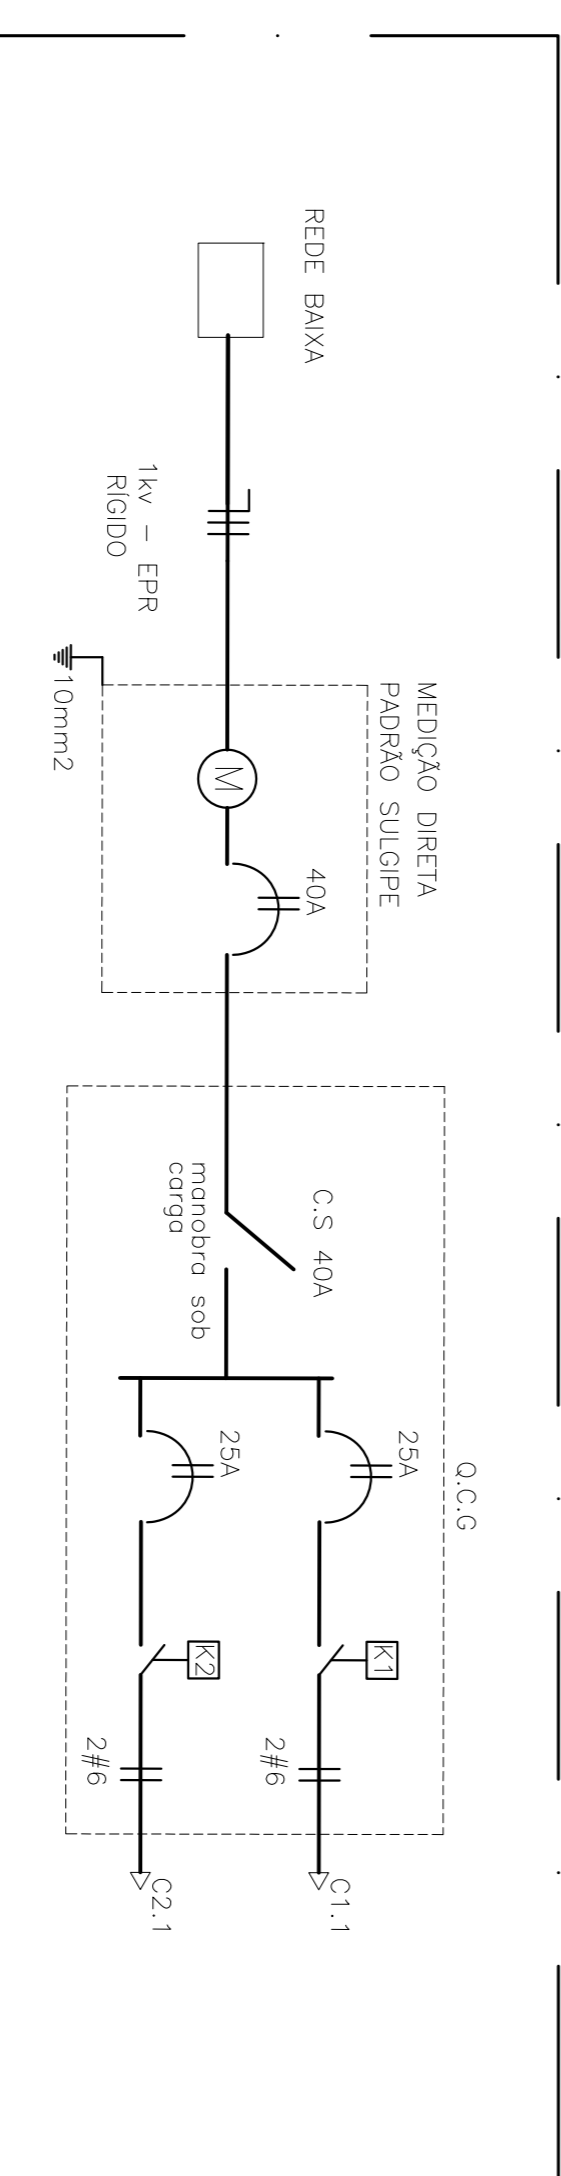 REDE BAIXA
1kv – EPR
RÍGIDO
10mm2
MEDIÇÃO DIRETA
PADRÃO SULGIPE
M
40A
Q.C.G
C.S 40A
manobra sob
carga
25A
K1
2#6
C1.1
25A
K2
2#6
C2.1